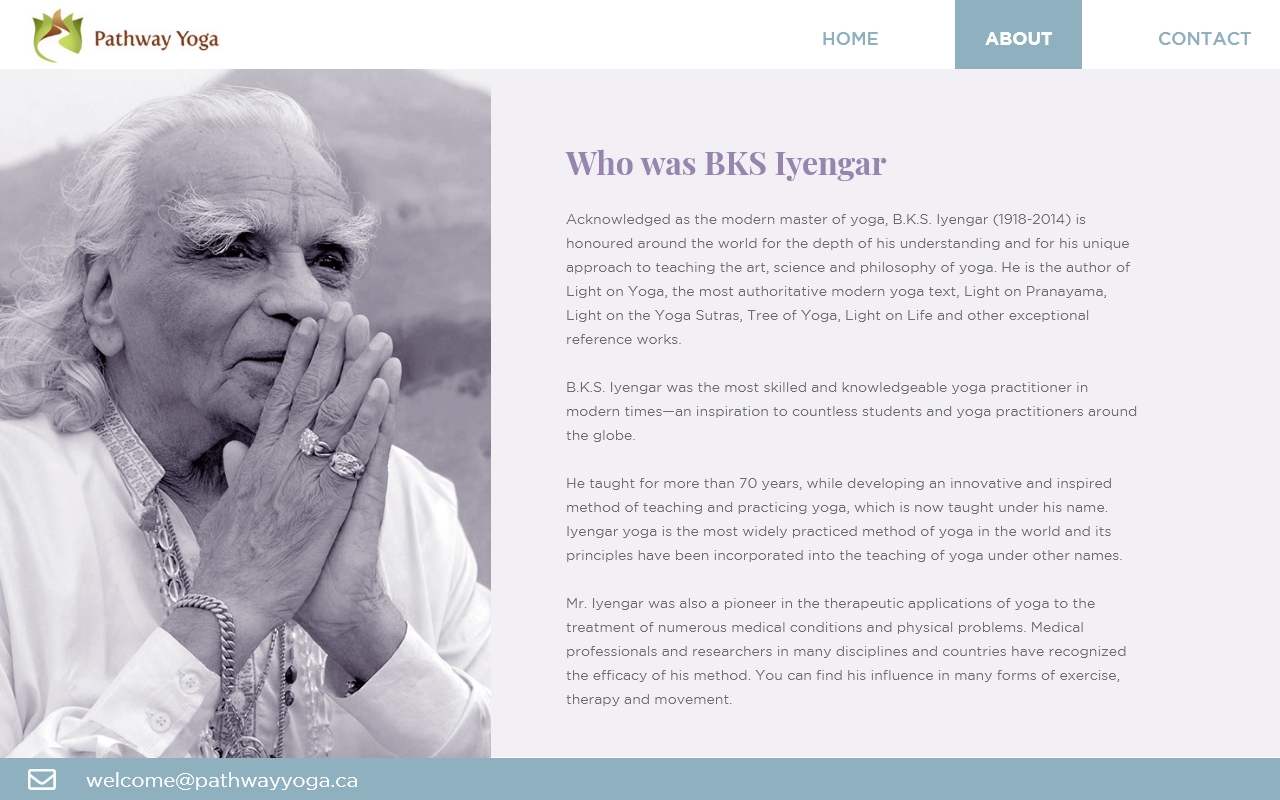 Pathway Yoga
HOME
ABOUT
CONTACT
Who was BKS Iyengar
Acknowledged as the modern master of yoga, B.K.S. Iyengar (1918-2014) is
honoured around the world for the depth of his understanding and for his unique
approach to teaching the art, science and philosophy of yoga. He is the author of
Light on Yoga, the most authoritative modern yoga text, Light on Pranayama,
Light on the Yoga Sutras, Tree of Yoga, Light on Life and other exceptional
reference works.
B.K.S. Iyengar was the most skilled and knowledgeable yoga practitioner in
modern times—an inspiration to countless students and yoga practitioners around
the globe.
He taught for more than 70 years, while developing an innovative and inspired
method of teaching and practicing yoga, which is now taught under his name.
Iyengar yoga is the most widely practiced method of yoga in the world and its
principles have been incorporated into the teaching of yoga under other names.
Mr. Iyengar was also a pioneer in the therapeutic applications of yoga to the
treatment of numerous medical conditions and physical problems. Medical
professionals and researchers in many disciplines and countries have recognized
the efficacy of his method. You can find his influence in many forms of exercise,
therapy and movement.
welcome@pathwayyoga.ca